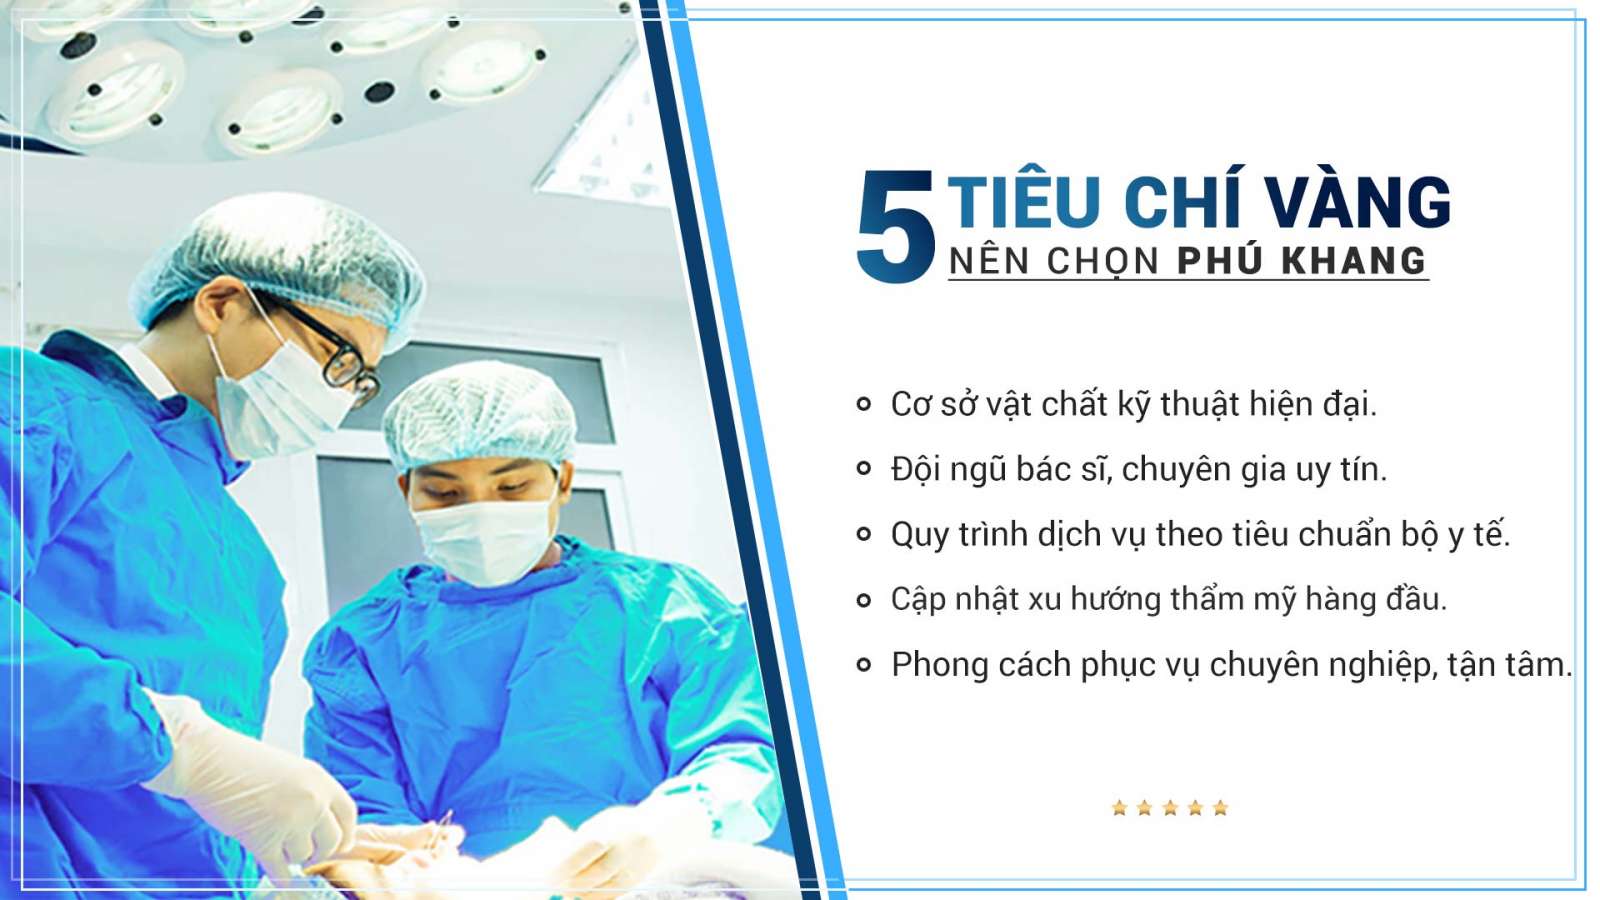 5 TIÊU CHÍ VÀNG
NÊN CHỌN PHÚ KHANG
Cơ sở vật chất kỹ thuật hiện đại.
Đội ngũ bác sĩ, chuyên gia uy tín.
Quy trình dịch vụ theo tiêu chuẩn bộ y tế.
Cập nhật xu hướng thẩm mỹ hàng đầu.
Phong cách phục vụ chuyên nghiệp, tận tâm.